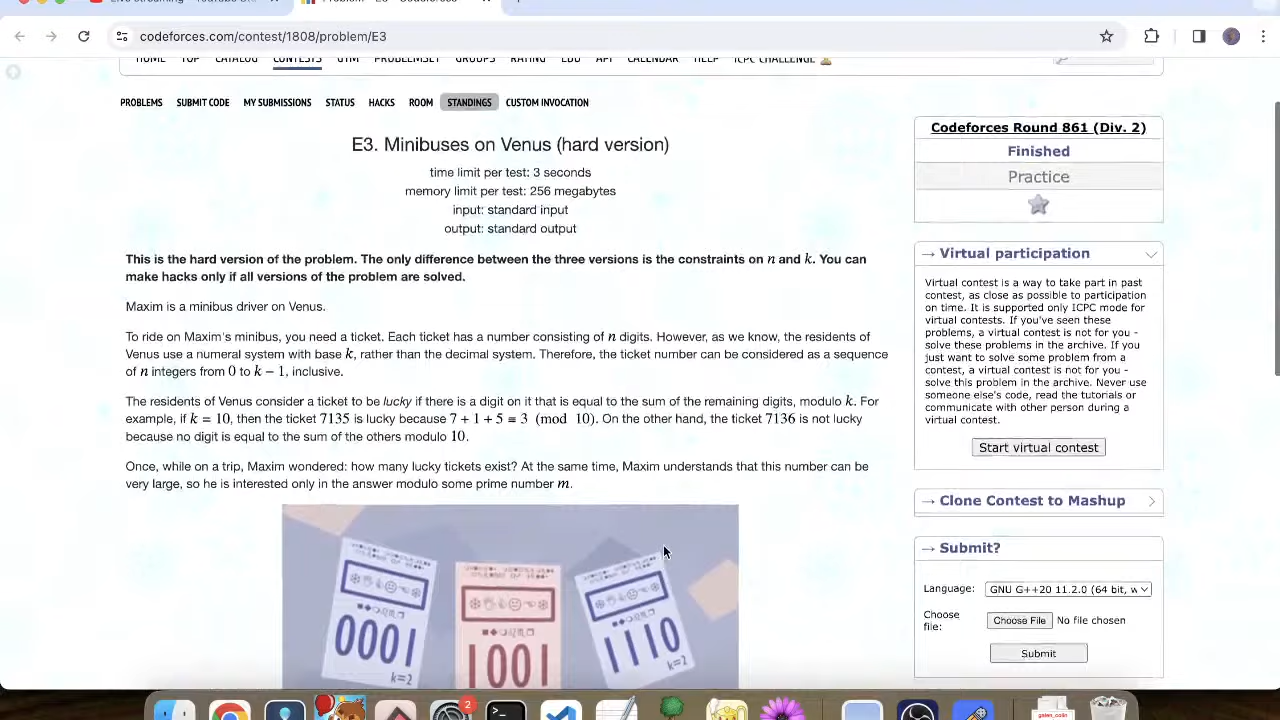 codeforces.com/contest/1808/problem/E3
HOME TOP CATALOG CONTESTS GYM PROBLEMSET GROUPS RATING EDU API CALENDAR HELP ICPC CHALLENGE
PROBLEMS SUBMIT CODE MY SUBMISSIONS STATUS HACKS ROOM STANDINGS CUSTOM INVOCATION
E3. Minibuses on Venus (hard version)
time limit per test: 3 seconds
memory limit per test: 256 megabytes
input: standard input
output: standard output
This is the hard version of the problem. The only difference between the three versions is the constraints on n and k. You can
make hacks only if all versions of the problem are solved.
Maxim is a minibus driver on Venus.
To ride on Maxim's minibus, you need a ticket. Each ticket has a number consisting of n digits. However, as we know, the residents of
Venus use a numeral system with base k, rather than the decimal system. Therefore, the ticket number can be considered as a sequence
of n integers from 0 to k − 1, inclusive.
The residents of Venus consider a ticket to be lucky if there is a digit on it that is equal to the sum of the remaining digits, modulo k. For
example, if k = 10, then the ticket 7135 is lucky because 7 + 1 + 5 ≡ 3 (mod 10). On the other hand, the ticket 7136 is not lucky
because no digit is equal to the sum of the others modulo 10.
Once, while on a trip, Maxim wondered: how many lucky tickets exist? At the same time, Maxim understands that this number can be
very large, so he is interested only in the answer modulo some prime number m.
0001
k=2
1001
1110
k=2
Codeforces Round 861 (Div. 2)
Finished
Practice
→ Virtual participation
Virtual contest is a way to take part in past
contest, as close as possible to participation
on time. It is supported only ICPC mode for
virtual contests. If you've seen these
problems, a virtual contest is not for you -
solve these problems in the archive. If you
just want to solve some problem from a
contest, a virtual contest is not for you -
solve this problem in the archive. Never use
someone else's code, read the tutorials or
communicate with other person during a
virtual contest.
Start virtual contest
→ Clone Contest to Mashup
→ Submit?
Language: GNU G++20 11.2.0 (64 bit, w
Choose
file: Choose File No file chosen
Submit
2